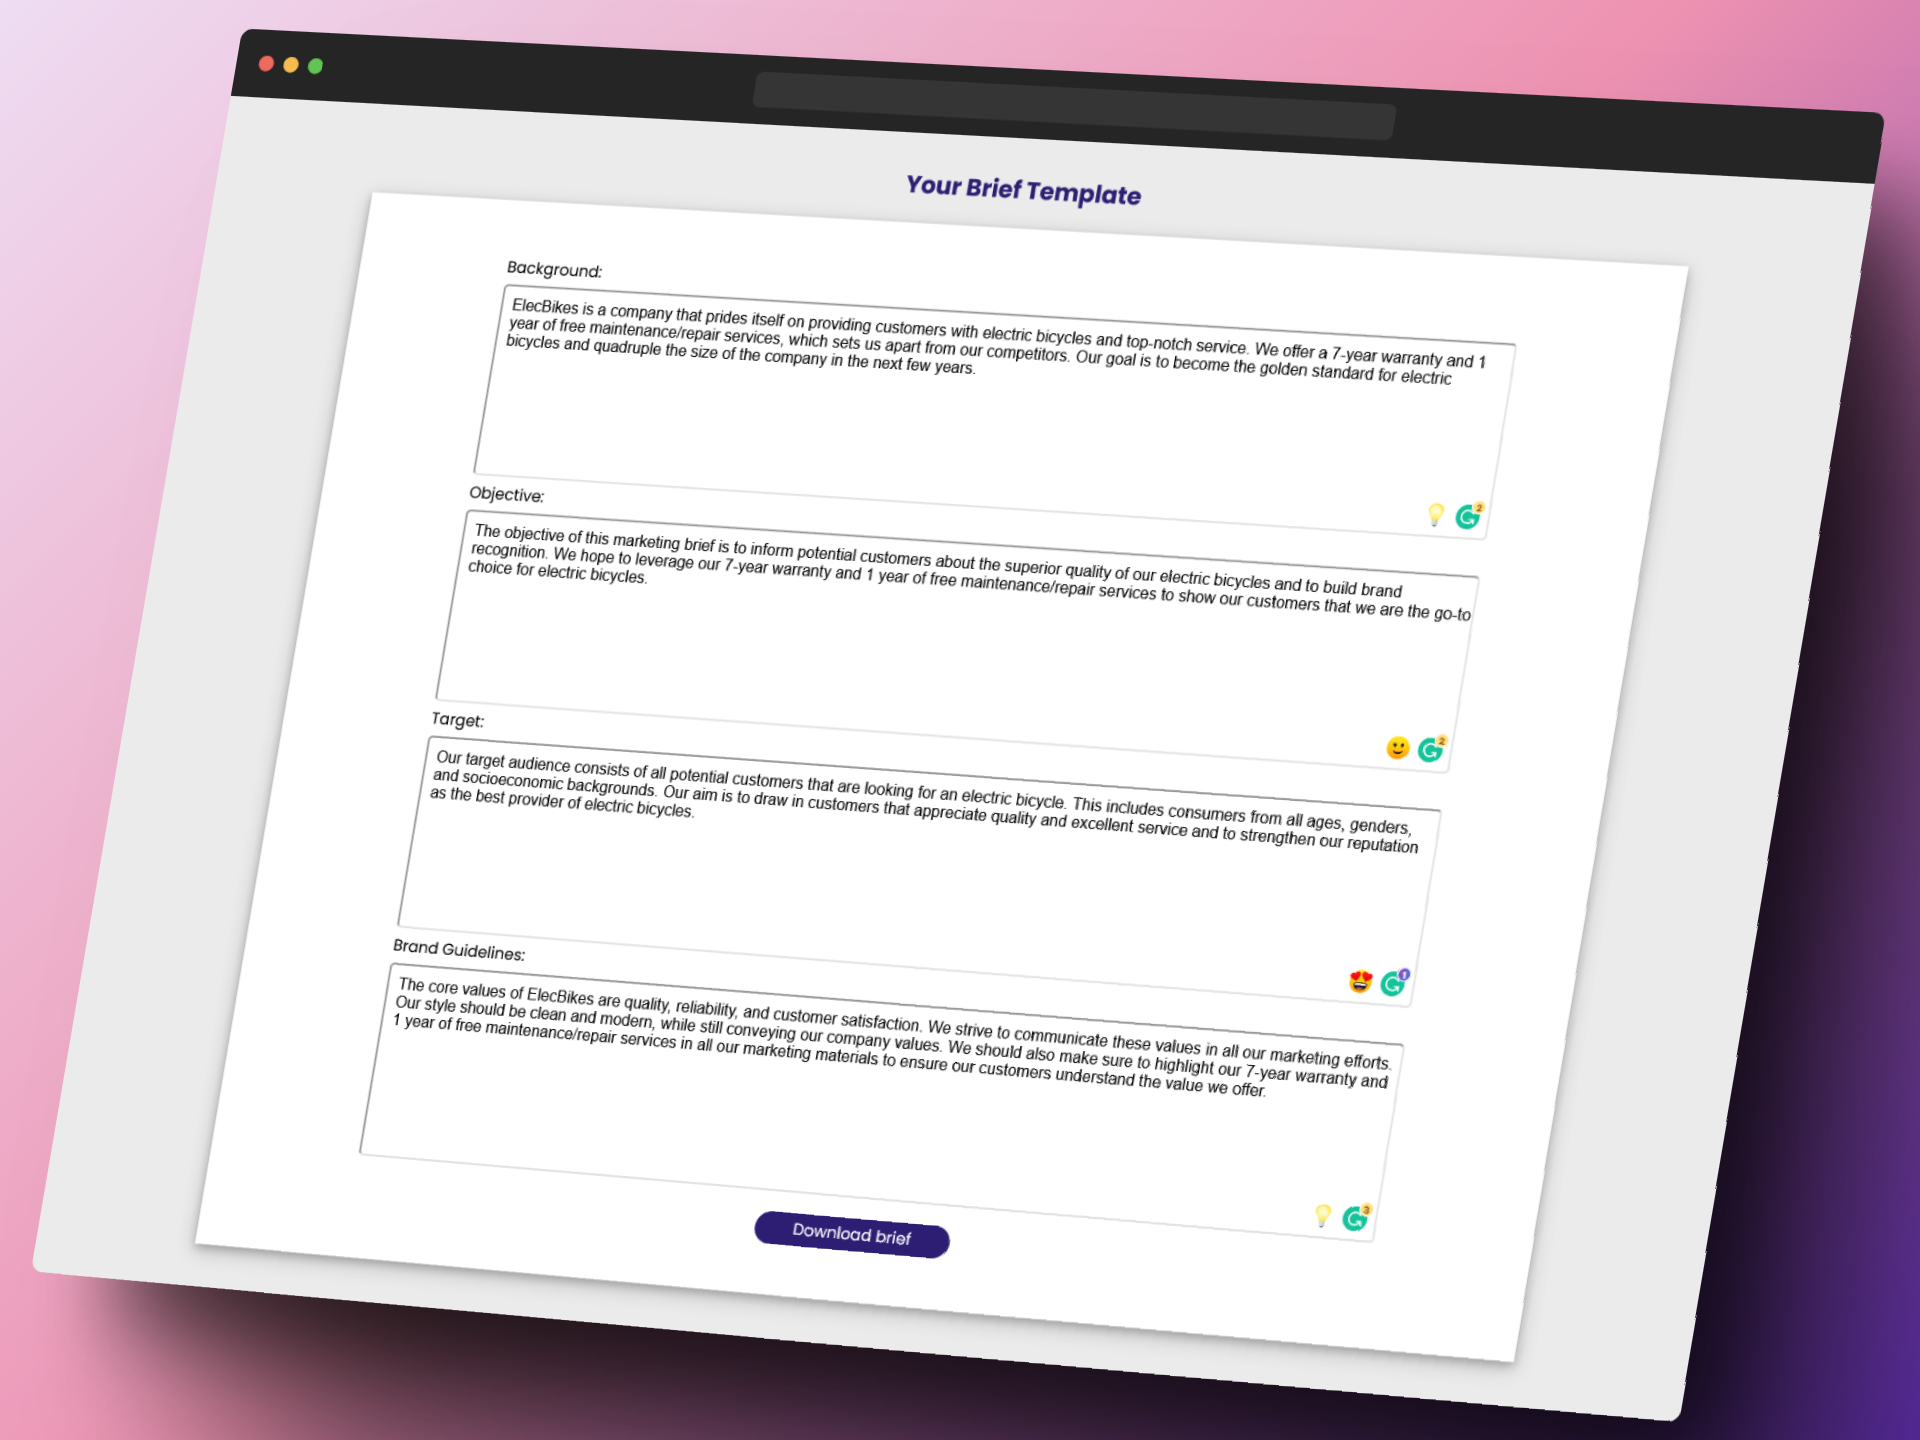 Your Brief Template
Background:
ElecBikes is a company that prides itself on providing customers with electric bicycles and top-notch service. We offer a 7-year warranty and 1
year of free maintenance/repair services, which sets us apart from our competitors. Our goal is to become the golden standard for electric
bicycles and quadruple the size of the company in the next few years.
2
Objective:
The objective of this marketing brief is to inform potential customers about the superior quality of our electric bicycles and to build brand
recognition. We hope to leverage our 7-year warranty and 1 year of free maintenance/repair services to show our customers that we are the go-to
choice for electric bicycles.
2
Target:
Our target audience consists of all potential customers that are looking for an electric bicycle. This includes consumers from all ages, genders,
and socioeconomic backgrounds. Our aim is to draw in customers that appreciate quality and excellent service and to strengthen our reputation
as the best provider of electric bicycles.
Brand Guidelines:
The core values of ElecBikes are quality, reliability, and customer satisfaction. We strive to communicate these values in all our marketing efforts.
Our style should be clean and modern, while still conveying our company values. We should also make sure to highlight our 7-year warranty and
1 year of free maintenance/repair services in all our marketing materials to ensure our customers understand the value we offer.
3
Download brief